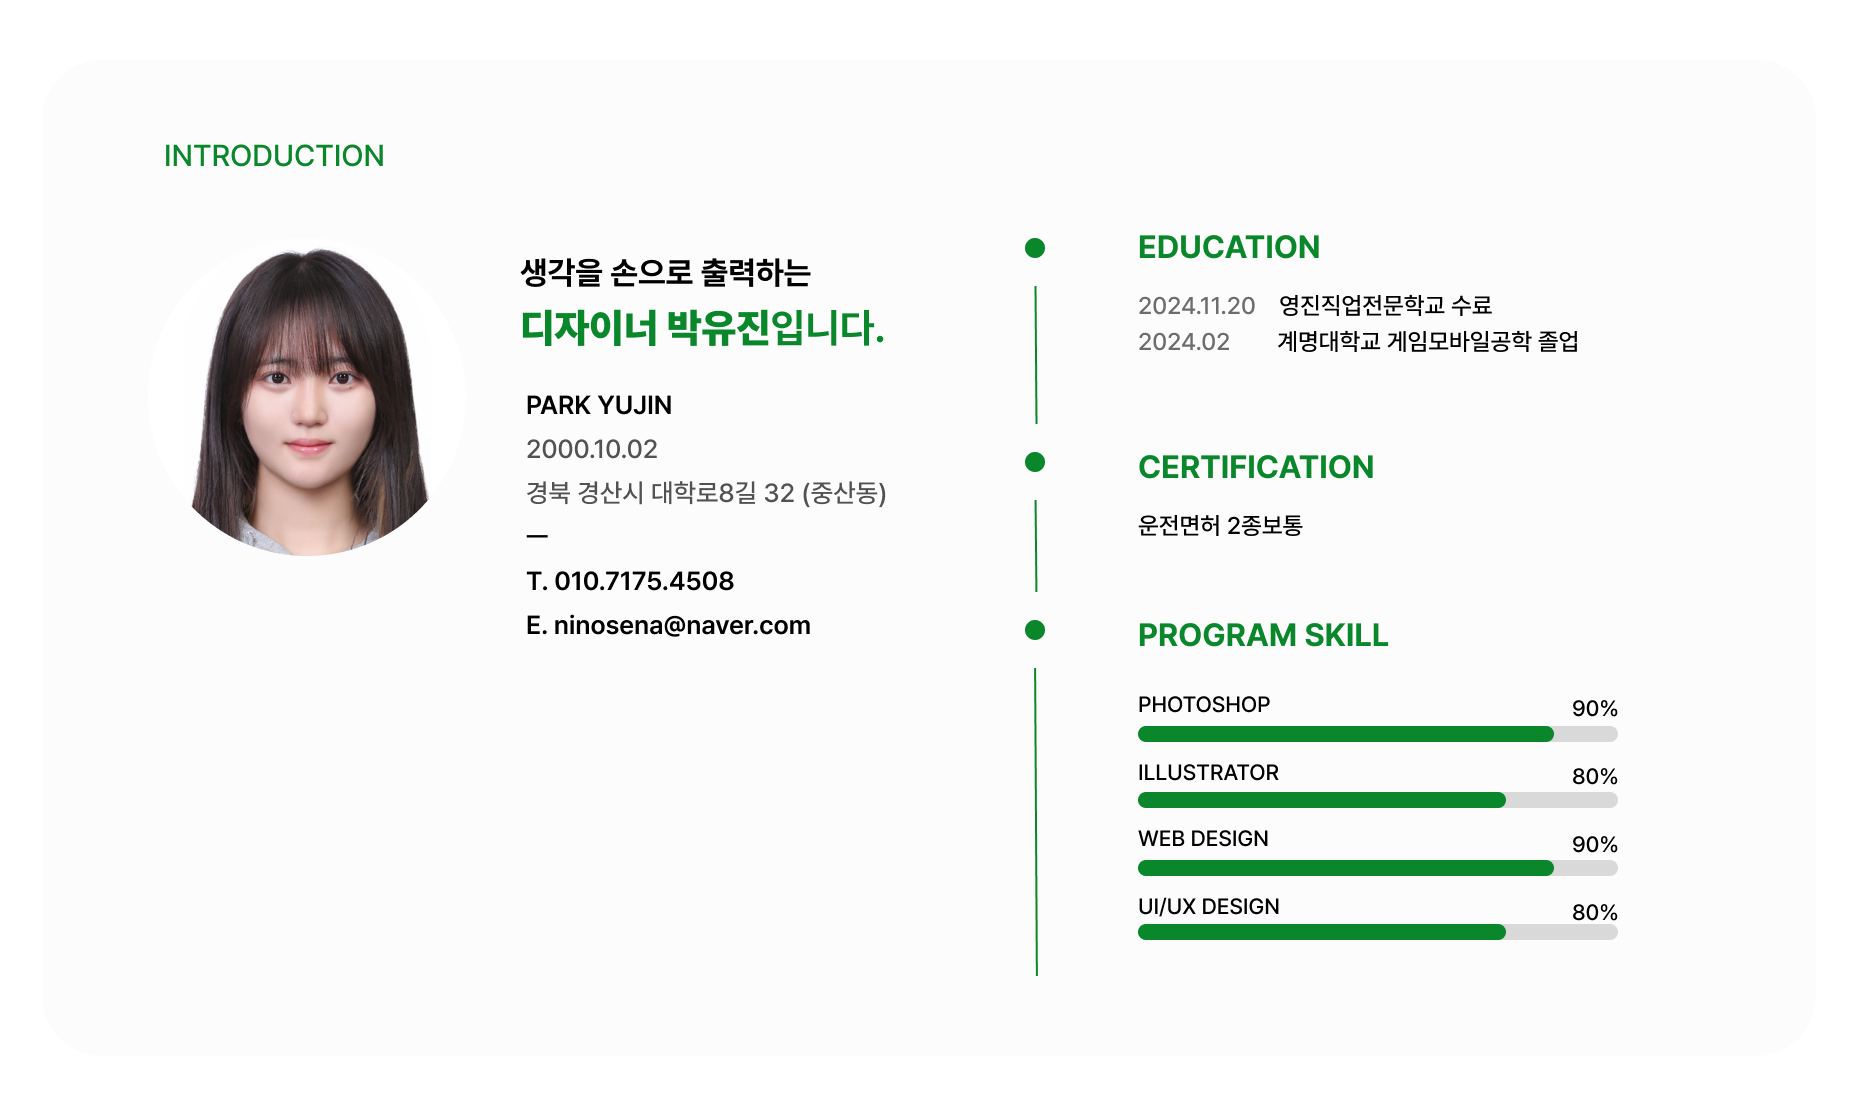 INTRODUCTION
생각을 손으로 출력하는
디자이너 박유진입니다.
PARK YUJIN
2000.10.02
경북 경산시 대학로8길 32 (중산동)
—
T. 010.7175.4508
E. ninosena@naver.com
EDUCATION
2024.11.20 영진직업전문학교 수료
2024.02 계명대학교 게임모바일공학 졸업
CERTIFICATION
운전면허 2종보통
PROGRAM SKILL
PHOTOSHOP 90%
ILLUSTRATOR 80%
WEB DESIGN 90%
UI/UX DESIGN 80%